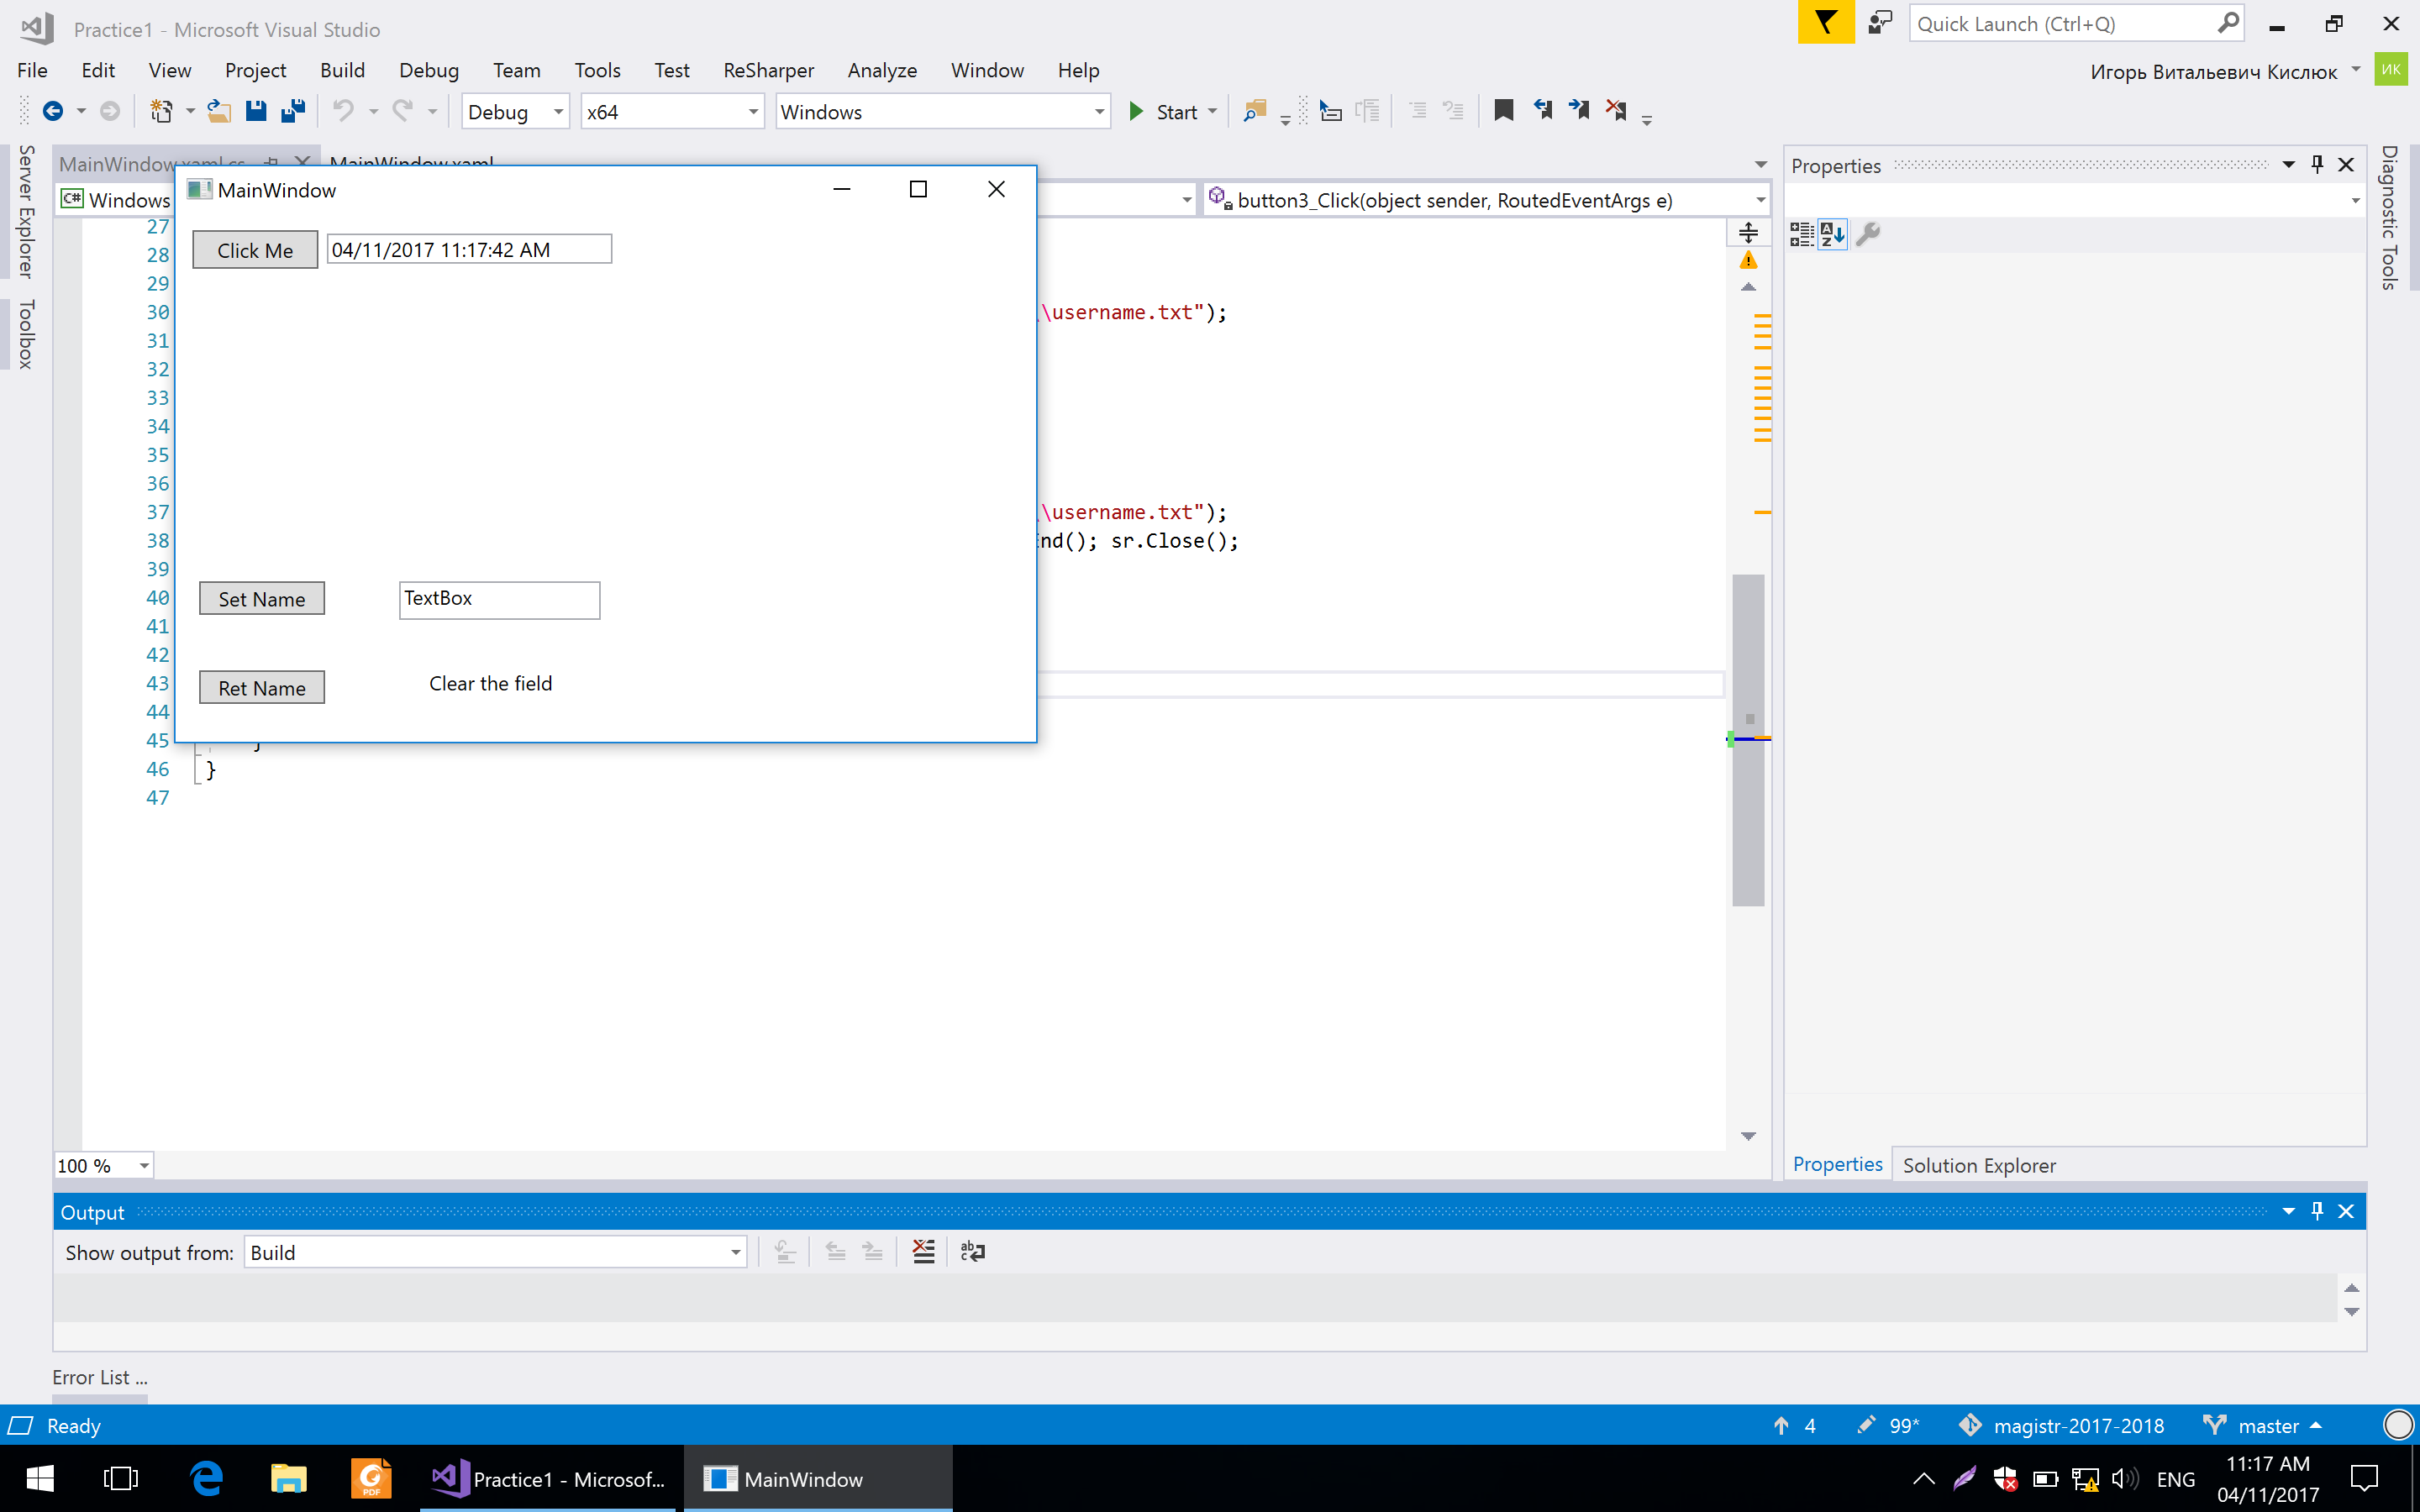 Practice1 - Microsoft Visual Studio
Quick Launch (Ctrl+Q)
File Edit View Project Build Debug Team Tools Test ReSharper Analyze Window Help
Игорь Витальевич Кислюк
ИК
Debug x64 Windows Start
Server Explorer
Toolbox
MainWindow.xaml.cs MainWindow.xaml
C# Windows
button3_Click(object sender, RoutedEventArgs e)
MainWindow
Click Me 04/11/2017 11:17:42 AM
Set Name TextBox
Ret Name Clear the field
27
28
29
30 \username.txt");
31
32
33
34
35
36
37 \username.txt");
38 End(); sr.Close();
39
40
41
42
43
44
45 }
46 }
47
100 %
Properties
Diagnostic Tools
Properties Solution Explorer
Output
Show output from: Build
Error List ...
Ready
4 99* magistr-2017-2018 master
PDF
Practice1 - Microsof...
MainWindow
ENG
11:17 AM
04/11/2017